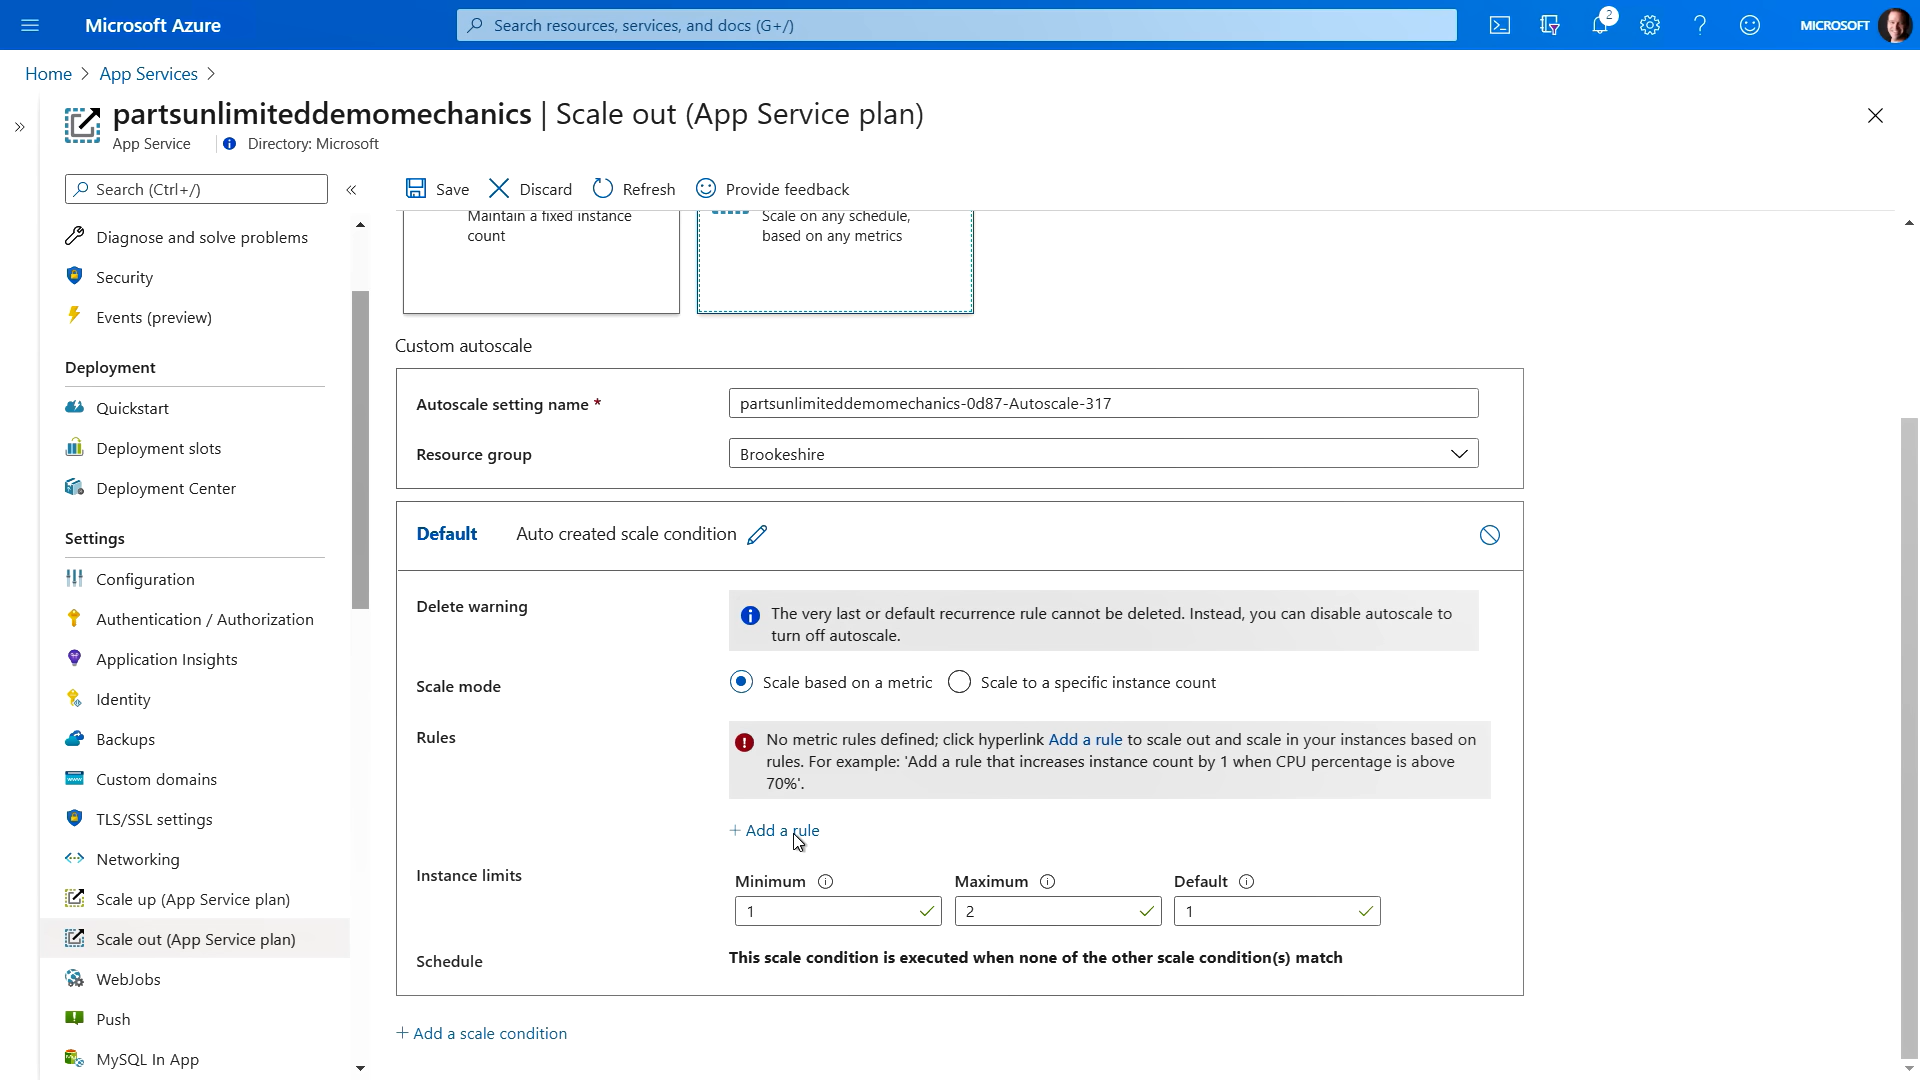 Microsoft Azure
Search resources, services, and docs (G+/)
2
MICROSOFT
Home
App Services
partsunlimiteddemomechanics | Scale out (App Service plan)
App Service
Directory: Microsoft
Search (Ctrl+/)
Save
Discard
Refresh
Provide feedback
Diagnose and solve problems
Security
Events (preview)
Deployment
Quickstart
Deployment slots
Deployment Center
Settings
Configuration
Authentication / Authorization
Application Insights
Identity
Backups
Custom domains
TLS/SSL settings
Networking
Scale up (App Service plan)
Scale out (App Service plan)
WebJobs
Push
MySQL In App
Maintain a fixed instance
count
Scale on any schedule,
based on any metrics
Custom autoscale
Autoscale setting name *
partsunlimiteddemomechanics-0d87-Autoscale-317
Resource group
Brookeshire
Default
Auto created scale condition
Delete warning
The very last or default recurrence rule cannot be deleted. Instead, you can disable autoscale to
turn off autoscale.
Scale mode
Scale based on a metric
Scale to a specific instance count
Rules
No metric rules defined; click hyperlink Add a rule to scale out and scale in your instances based on
rules. For example: 'Add a rule that increases instance count by 1 when CPU percentage is above
70%'.
+ Add a rule
Instance limits
Minimum
Maximum
Default
1
2
1
Schedule
This scale condition is executed when none of the other scale condition(s) match
+ Add a scale condition